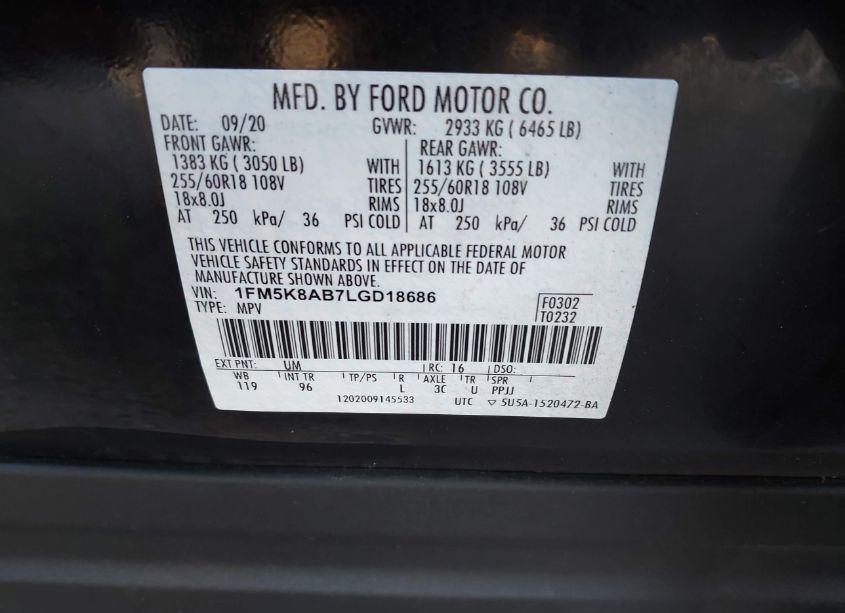 MFD. BY FORD MOTOR CO.
DATE: 09/20 GVWR: 2933 KG ( 6465 LB)
FRONT GAWR: REAR GAWR:
1383 KG ( 3050 LB) WITH 1613 KG ( 3555 LB) WITH
255/60R18 108V TIRES 255/60R18 108V TIRES
18x8.0J RIMS 18x8.0J RIMS
AT 250 kPa/ 36 PSI COLD AT 250 kPa/ 36 PSI COLD
THIS VEHICLE CONFORMS TO ALL APPLICABLE FEDERAL MOTOR
VEHICLE SAFETY STANDARDS IN EFFECT ON THE DATE OF
MANUFACTURE SHOWN ABOVE.
VIN: 1FM5K8AB7LGD18686 F0302
TYPE: MPV T0232
EXT PNT: UM RC: 16 DSO:
WB INT TR TP/PS R AXLE TR SPR
119 96 L 3C U PPJJ
1202009145533 UTC ▽ 5U5A-1520472-BA